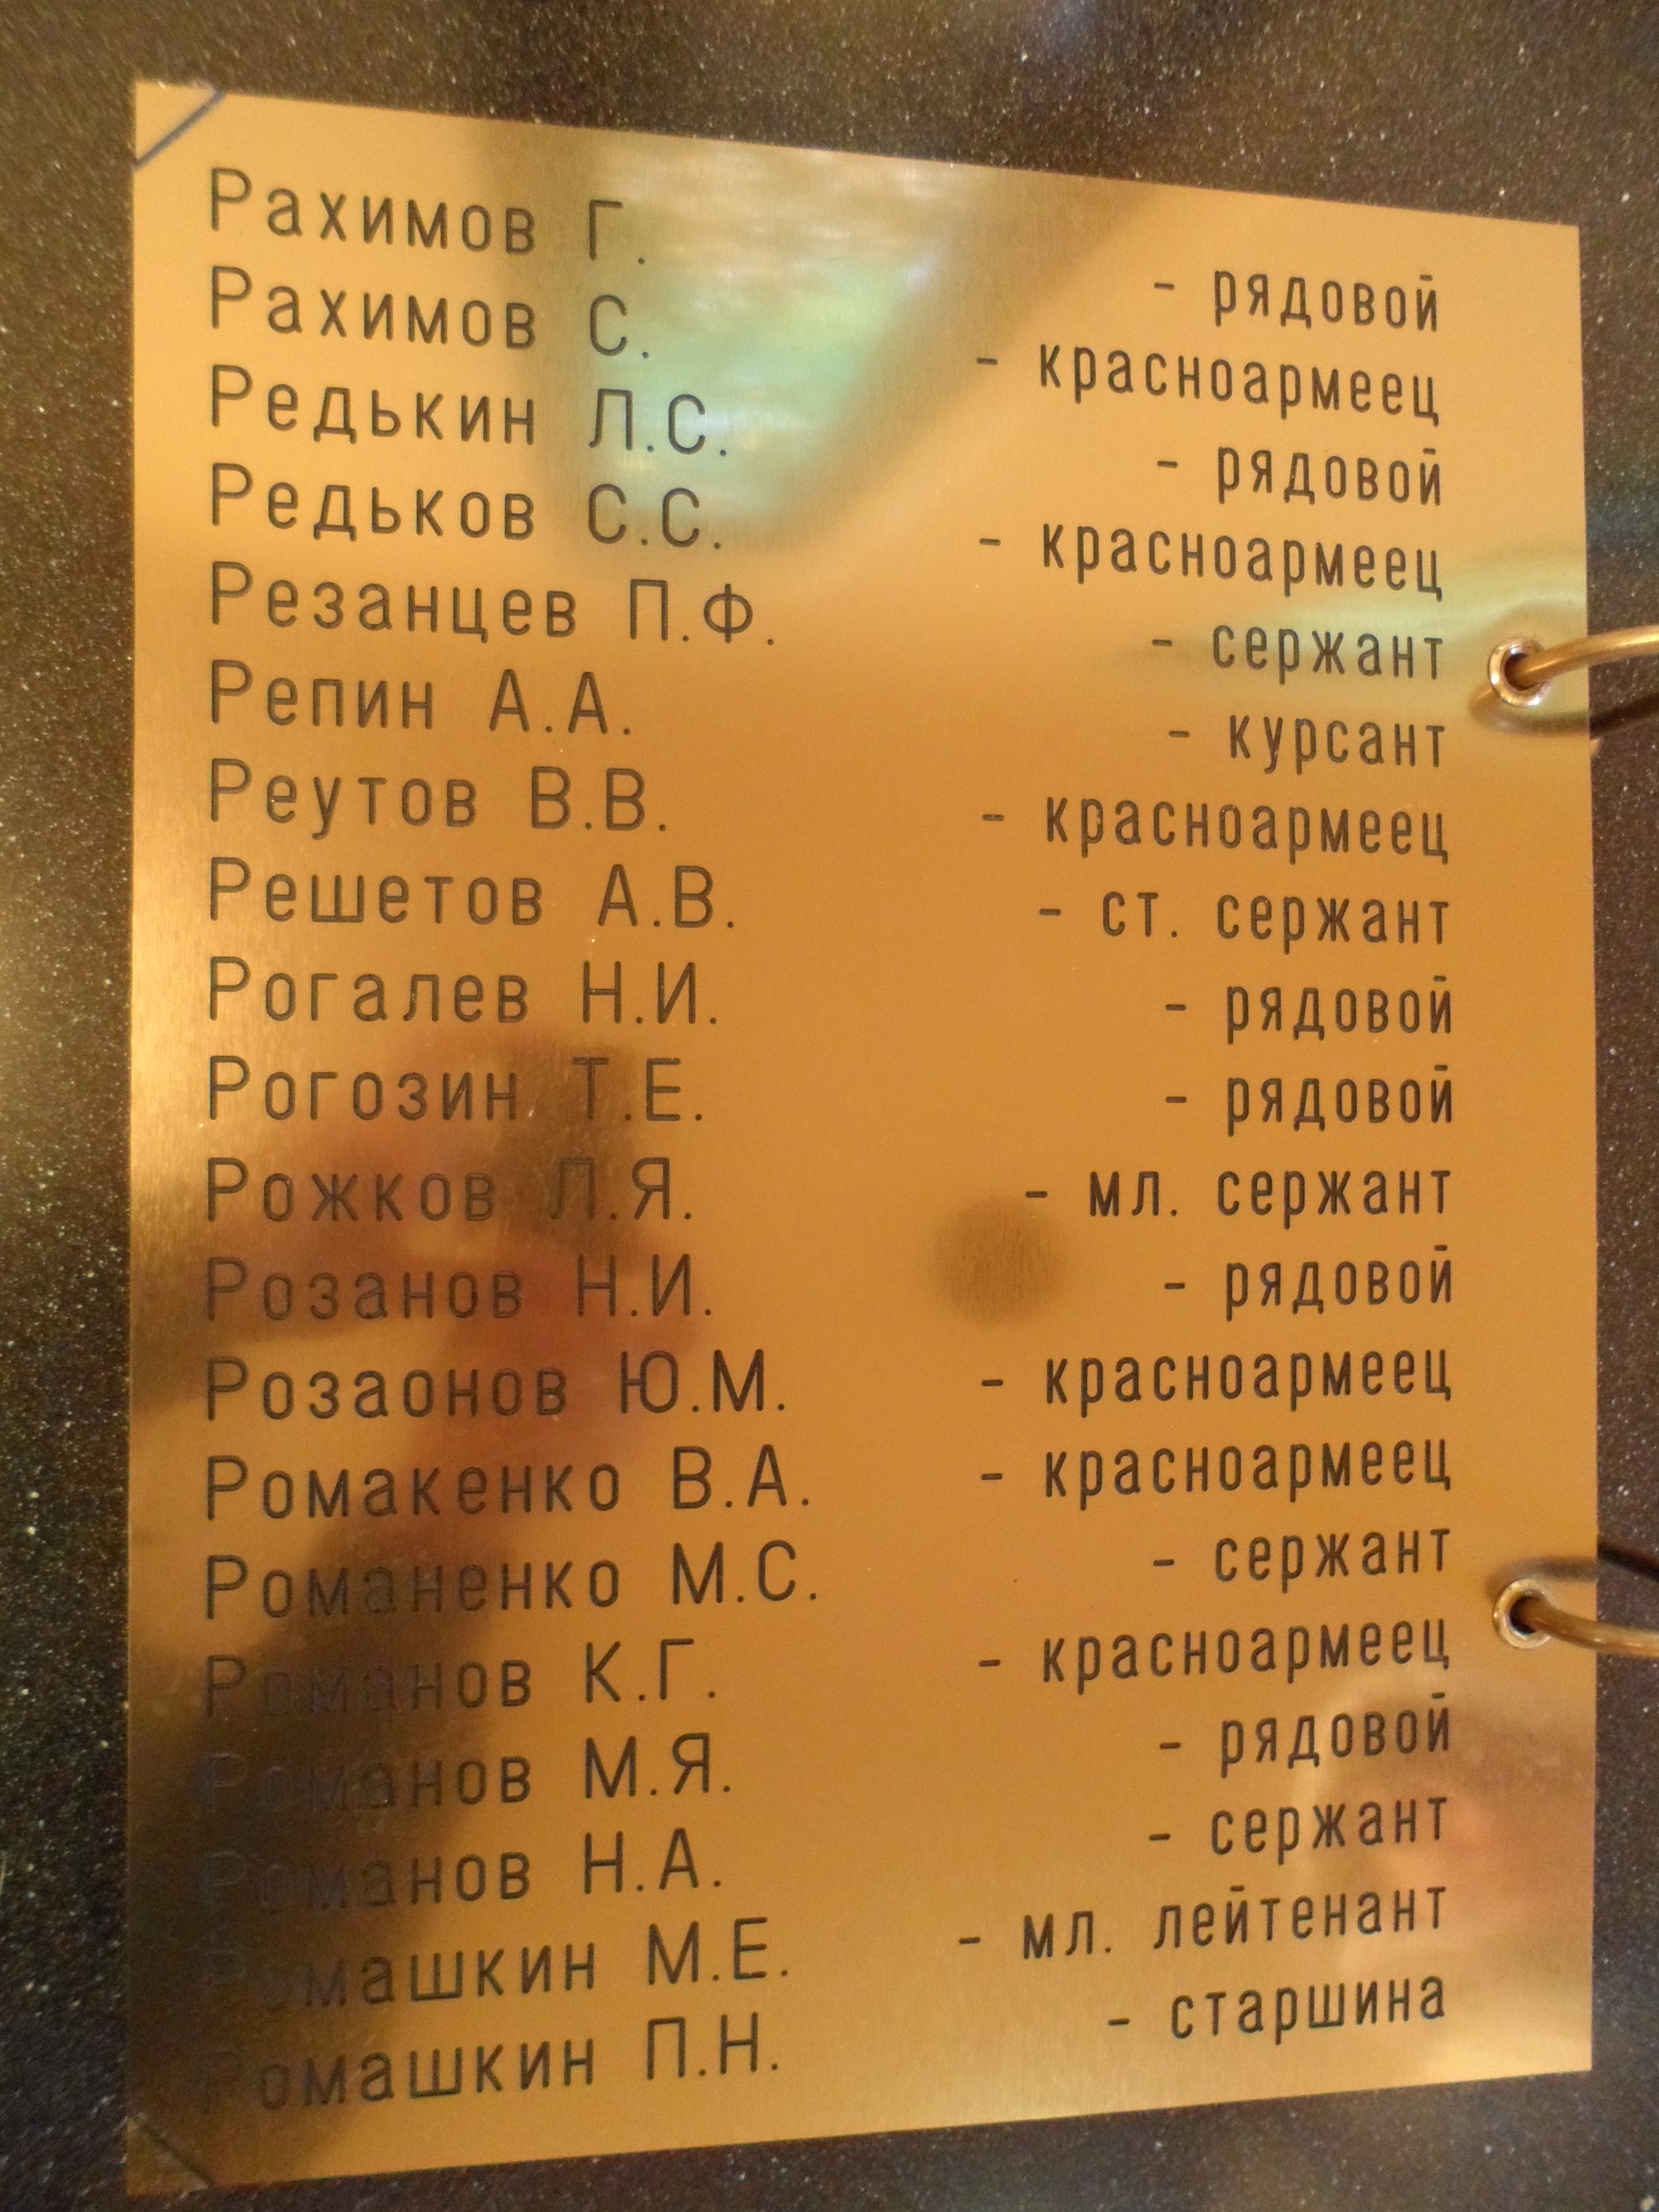 Рахимов Г. - рядовой
Рахимов С. - красноармеец
Редькин Л.С. - рядовой
Редьков С.С. - красноармеец
Резанцев П.Ф. - сержант
Репин А.А. - курсант
Реутов В.В. - красноармеец
Решетов А.В. - ст. сержант
Рогалев Н.И. - рядовой
Рогозин Т.Е. - рядовой
Рожков Л.Я. - мл. сержант
Розанов Н.И. - рядовой
Розаонов Ю.М. - красноармеец
Ромакенко В.А. - красноармеец
Романенко М.С. - сержант
Романов К.Г. - красноармеец
Романов М.Я. - рядовой
Романов Н.А. - сержант
Ромашкин М.Е. - мл. лейтенант
Ромашкин П.Н. - старшина